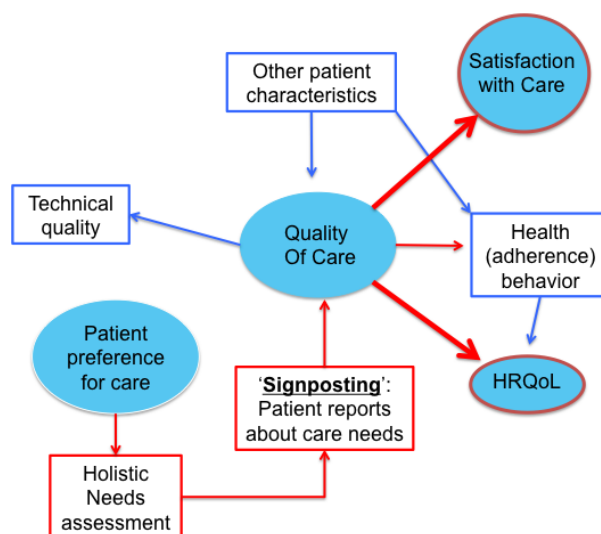 Satisfaction
with Care
Other patient
characteristics
Technical
quality
Quality
Of Care
Health
(adherence)
behavior
Patient
preference
for care
HRQoL
‘Signposting’:
Patient reports
about care needs
Holistic
Needs
assessment